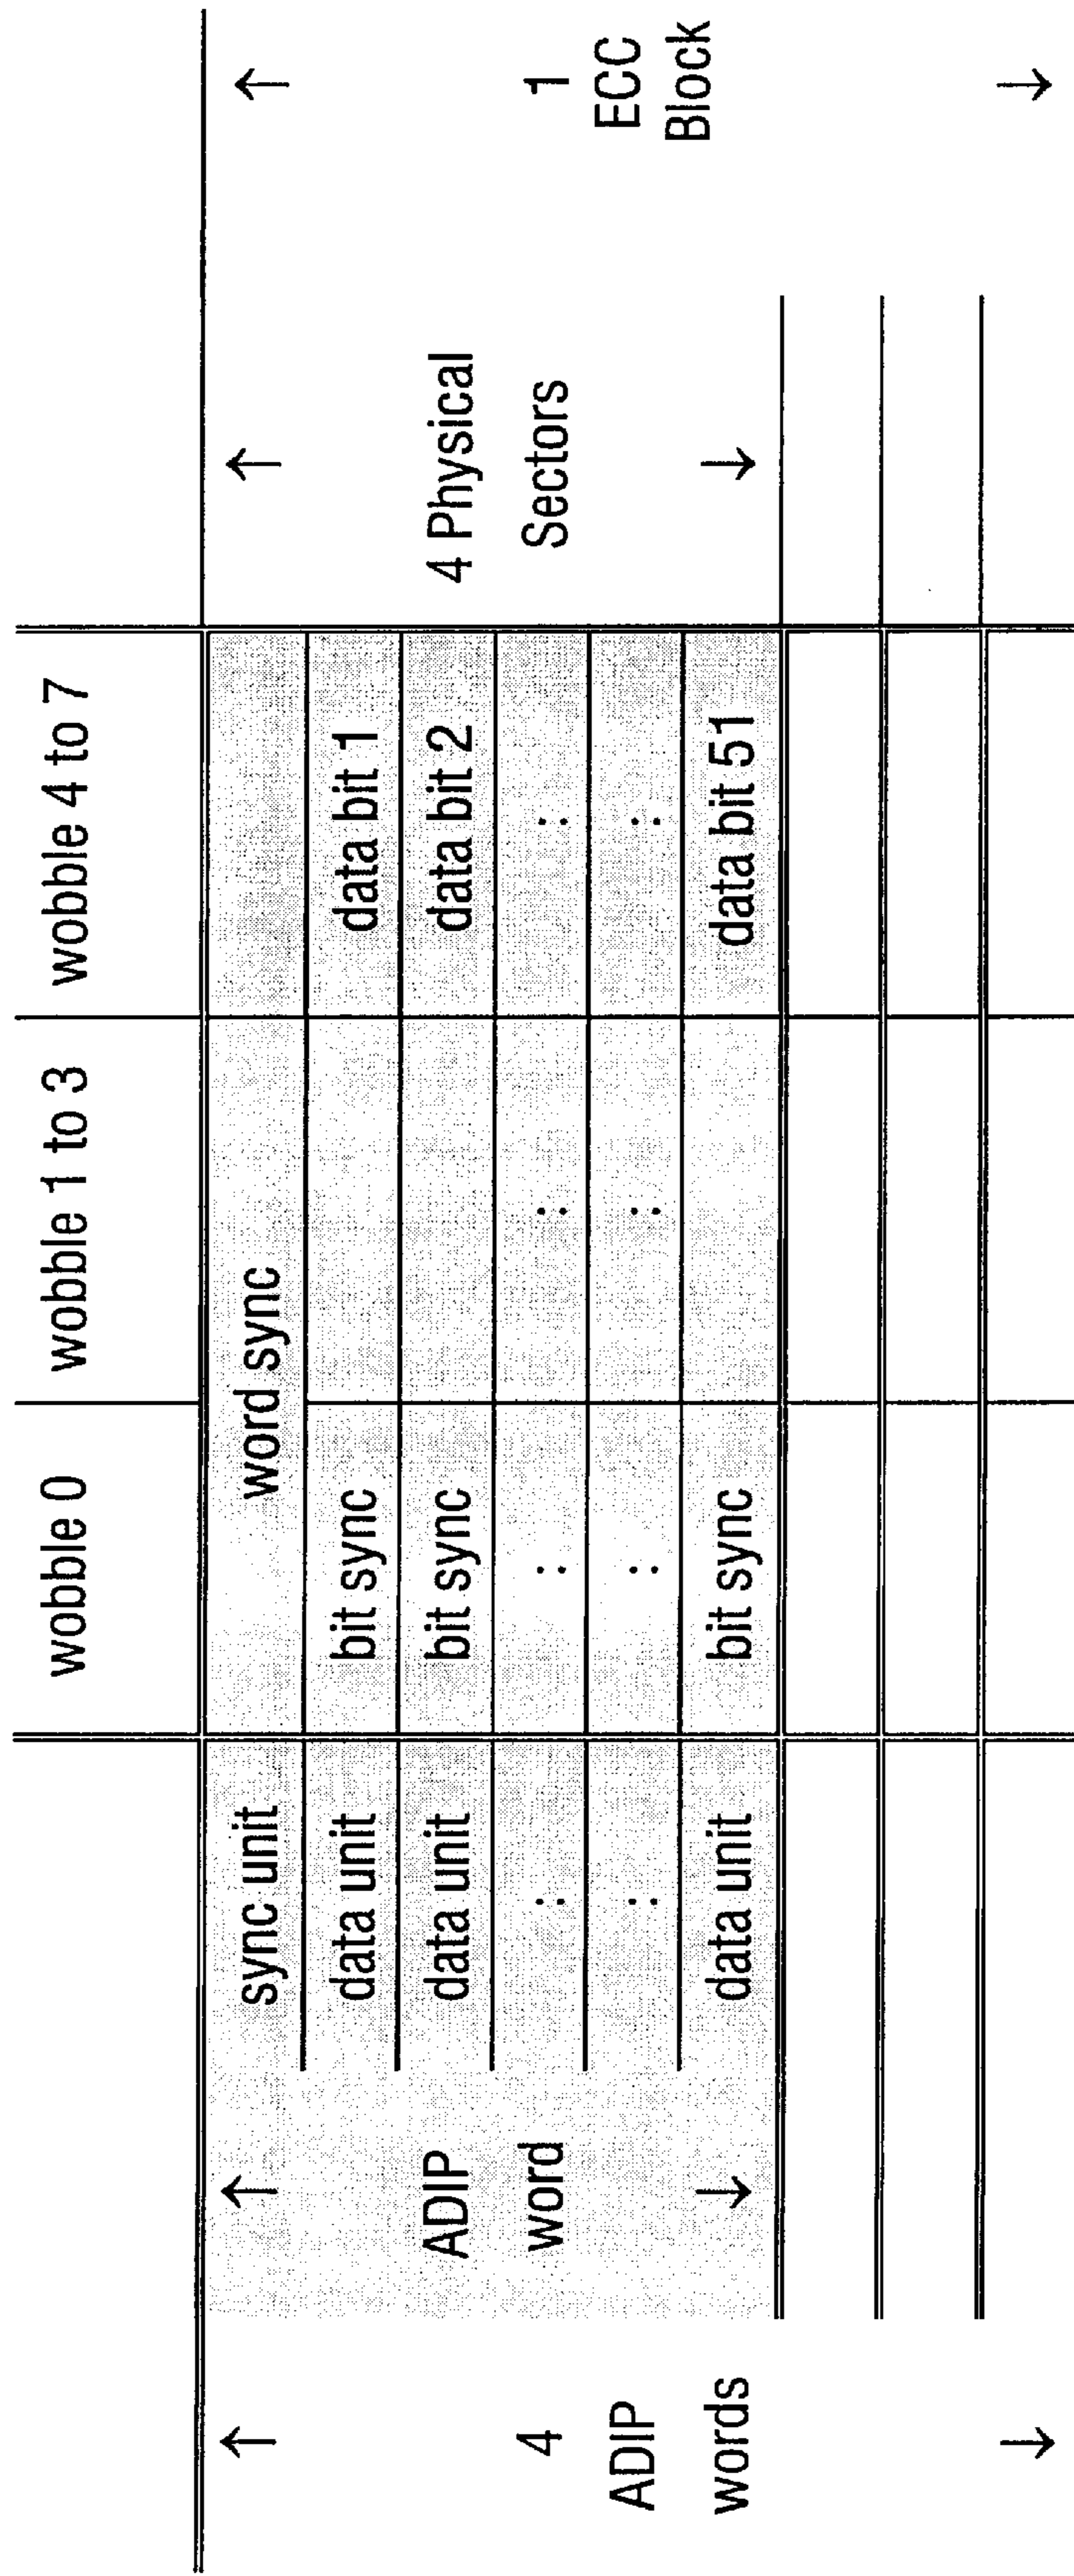 wobble 0 wobble 1 to 3 wobble 4 to 7
↑ ↑ sync unit word sync ↑ ↑
data unit bit sync data bit 1
ADIP data unit bit sync data bit 2 4 Physical
4 word : : : : Sectors 1
ADIP : : : : ECC
words ↓ data unit bit sync data bit 51 ↓ Block
↓ ↓